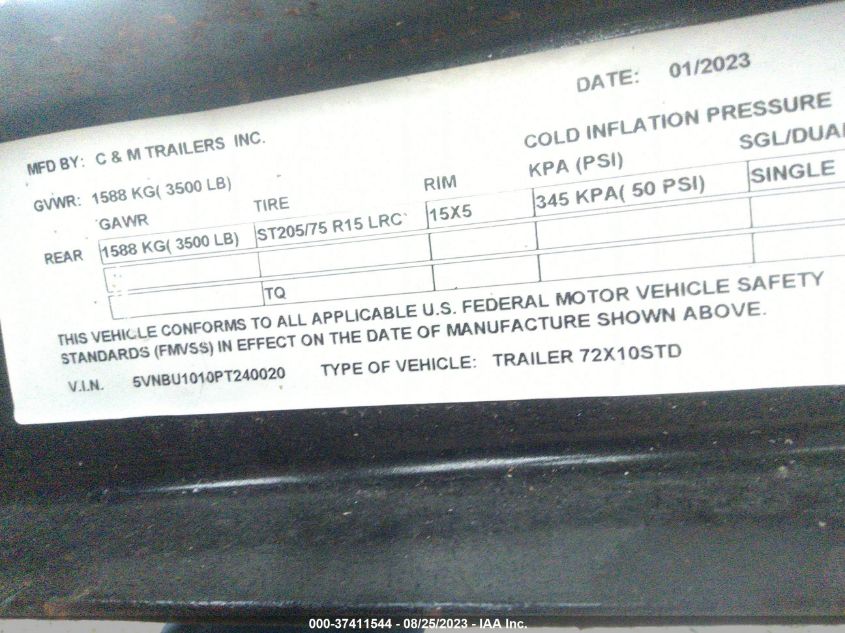 DATE: 01/2023
MFD BY: C & M TRAILERS INC.
COLD INFLATION PRESSURE
GVWR: 1588 KG( 3500 LB)
GAWR TIRE RIM KPA (PSI) SGL/DUAL
REAR 1588 KG( 3500 LB) ST205/75 R15 LRC 15X5 345 KPA( 50 PSI) SINGLE
TQ
THIS VEHICLE CONFORMS TO ALL APPLICABLE U.S. FEDERAL MOTOR VEHICLE SAFETY
STANDARDS (FMVSS) IN EFFECT ON THE DATE OF MANUFACTURE SHOWN ABOVE.
V.I.N. 5VNBU1010PT240020 TYPE OF VEHICLE: TRAILER 72X10STD
000-37411544 - 08/25/2023 - IAA Inc.